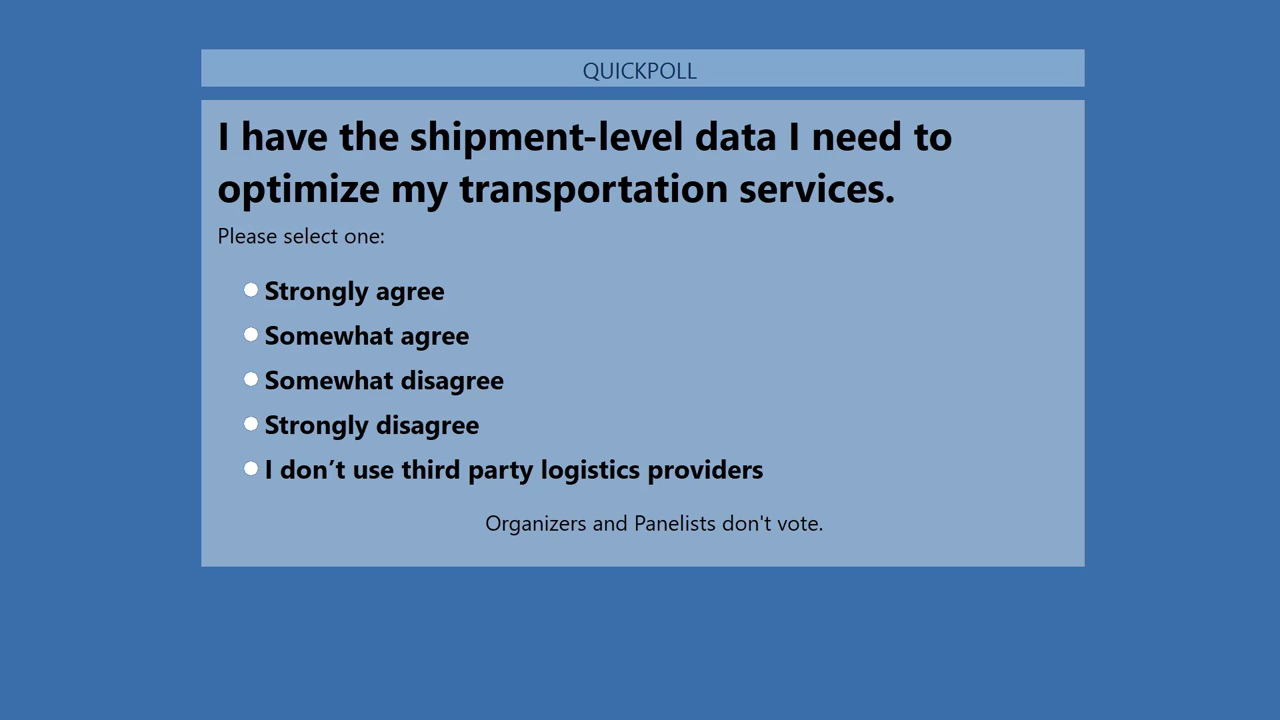 QUICKPOLL
I have the shipment-level data I need to
optimize my transportation services.
Please select one:
Strongly agree
Somewhat agree
Somewhat disagree
Strongly disagree
I don’t use third party logistics providers
Organizers and Panelists don't vote.